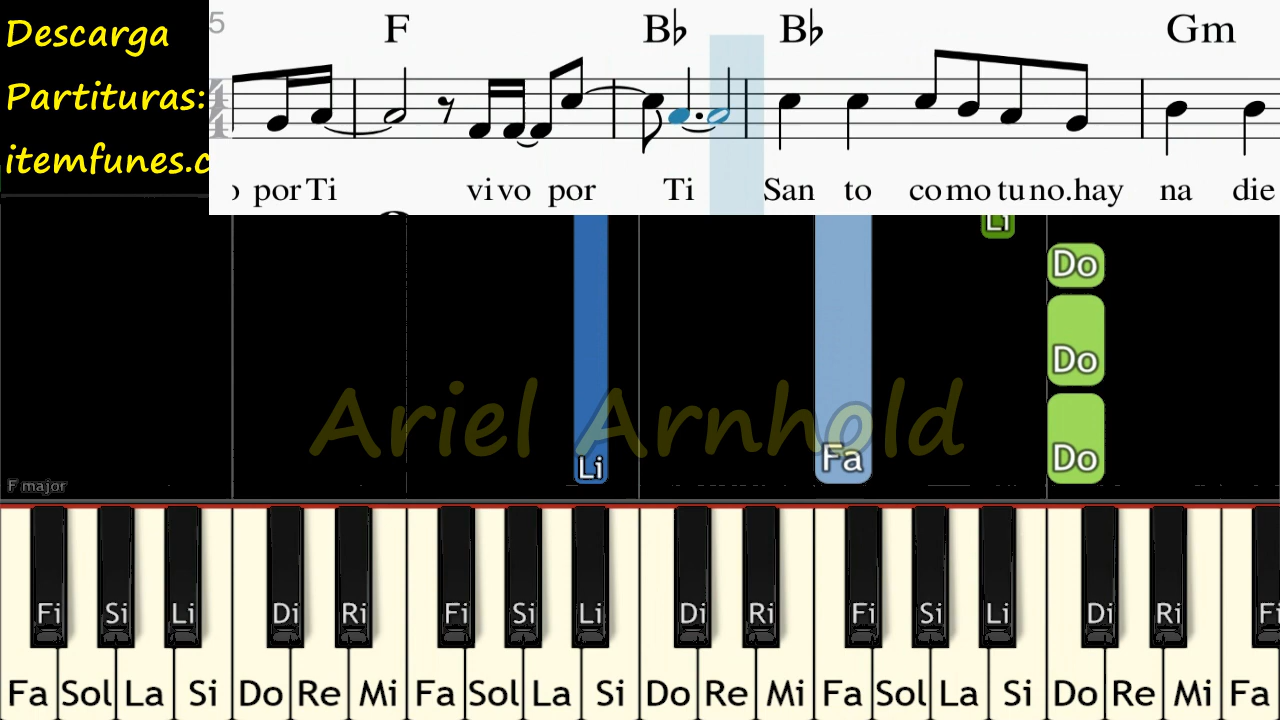 Descarga
Partituras:
itemfunes.c
5 F B♭ B♭ Gm
4
4
o por Ti vi vo por Ti San to co mo tu no.hay na die
Li
Do
Do
Ariel Arnhold
Li Fa Do
F major
Fi Si Li Di Ri Fi Si Li Di Ri Fi Si Li Di Ri Fi
Fa Sol La Si Do Re Mi Fa Sol La Si Do Re Mi Fa Sol La Si Do Re Mi Fa